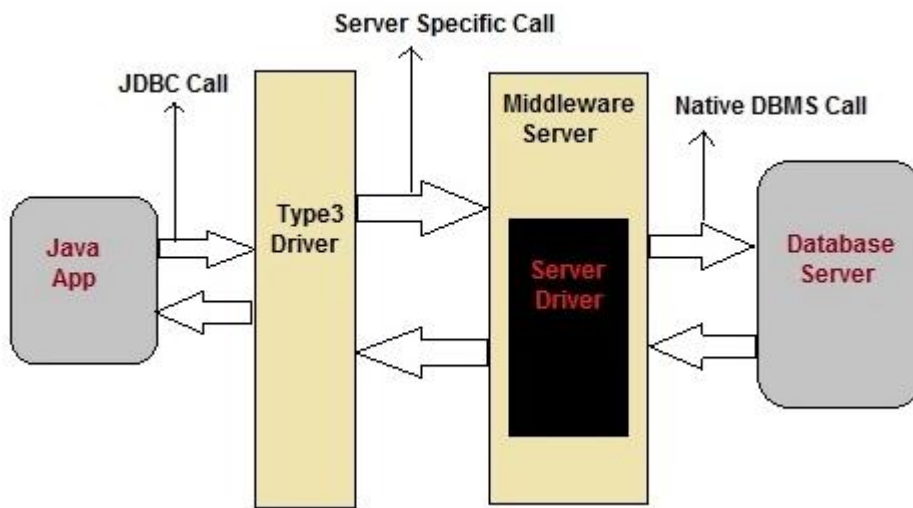 Server Specific Call
JDBC Call
Middleware
Server
Native DBMS Call
Type3
Driver
Java
App
Server
Driver
Database
Server